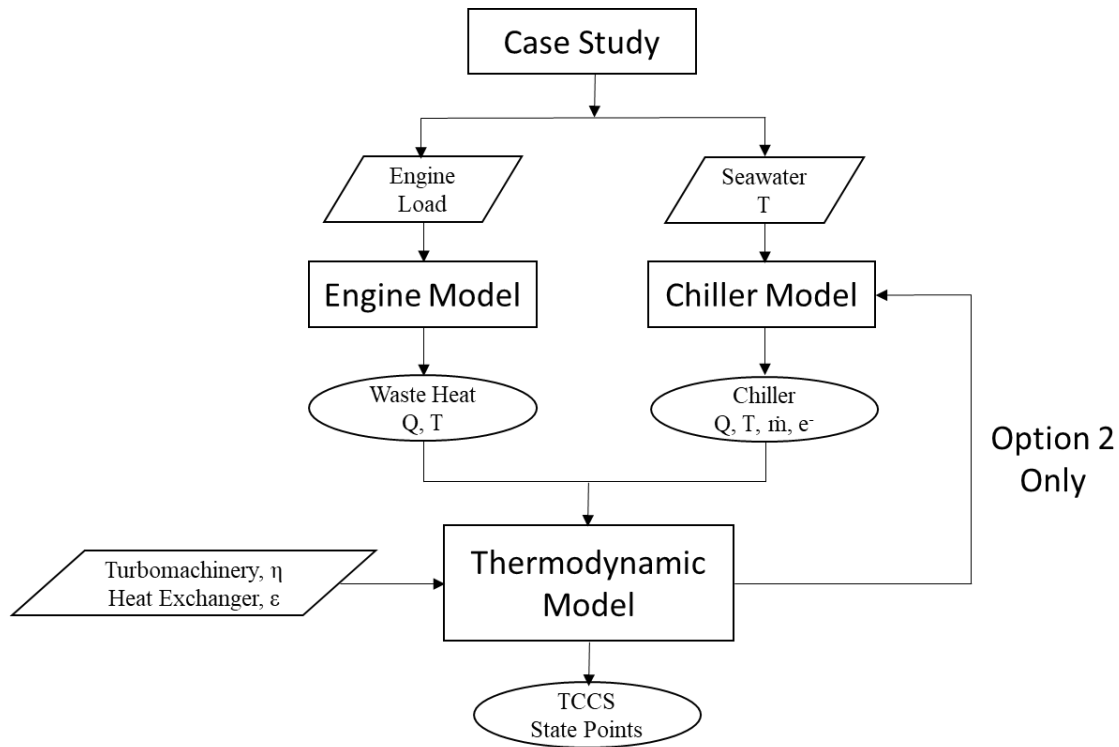 Case Study
Engine
Load
Seawater
T
Engine Model
Chiller Model
Waste Heat
Q, T
Chiller
Q, T, ṁ, e⁻
Option 2
Only
Turbomachinery, η
Heat Exchanger, ε
Thermodynamic
Model
TCCS
State Points